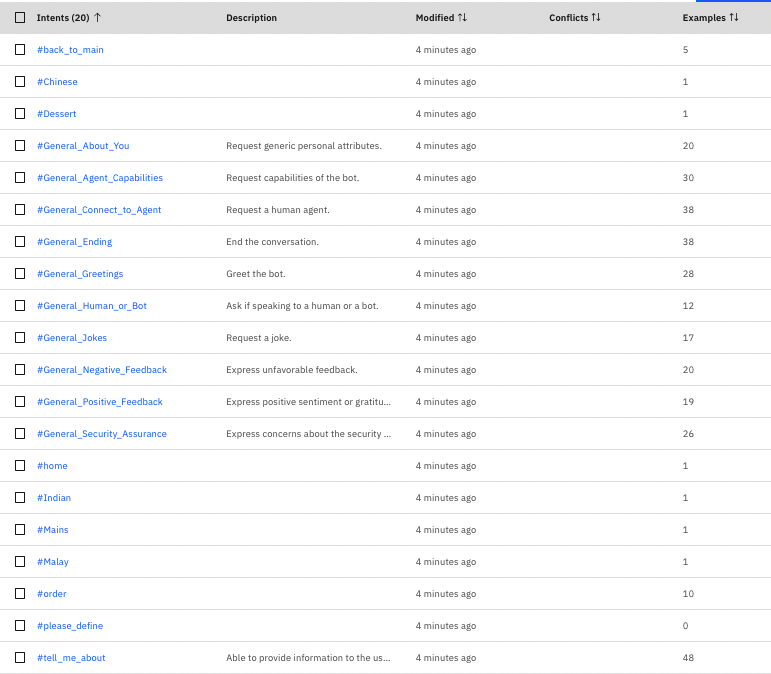 Intents (20) ↑ Description Modified ↑↓ Conflicts ↑↓ Examples ↑↓
#back_to_main 4 minutes ago 5
#Chinese 4 minutes ago 1
#Dessert 4 minutes ago 1
#General_About_You Request generic personal attributes. 4 minutes ago 20
#General_Agent_Capabilities Request capabilities of the bot. 4 minutes ago 30
#General_Connect_to_Agent Request a human agent. 4 minutes ago 38
#General_Ending End the conversation. 4 minutes ago 38
#General_Greetings Greet the bot. 4 minutes ago 28
#General_Human_or_Bot Ask if speaking to a human or a bot. 4 minutes ago 12
#General_Jokes Request a joke. 4 minutes ago 17
#General_Negative_Feedback Express unfavorable feedback. 4 minutes ago 20
#General_Positive_Feedback Express positive sentiment or gratitu... 4 minutes ago 19
#General_Security_Assurance Express concerns about the security ... 4 minutes ago 26
#home 4 minutes ago 1
#Indian 4 minutes ago 1
#Mains 4 minutes ago 1
#Malay 4 minutes ago 1
#order 4 minutes ago 10
#please_define 4 minutes ago 0
#tell_me_about Able to provide information to the us... 4 minutes ago 48